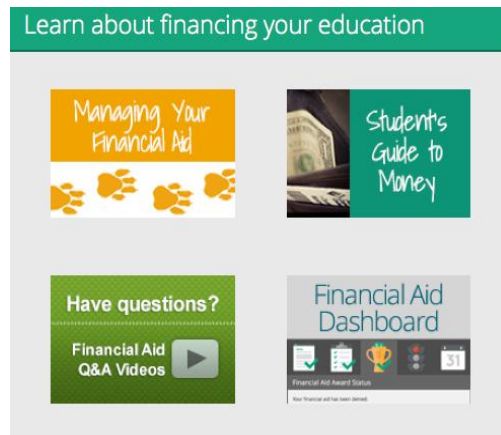 Learn about financing your education
Managing Your
Financial Aid
Student's
Guide to
Money
Have questions?
Financial Aid
Q&A Videos
Financial Aid
Dashboard
31
Financial Aid Award Status
Your financial aid has been denied.